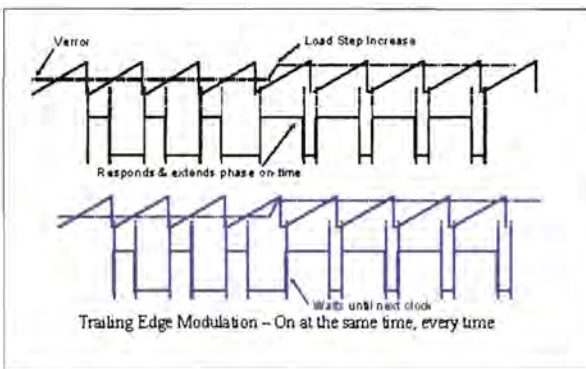 Verror
Load Step Increase
Responds & extends phase on-time
Waits until next clock
Trailing Edge Modulation – On at the same time, every time